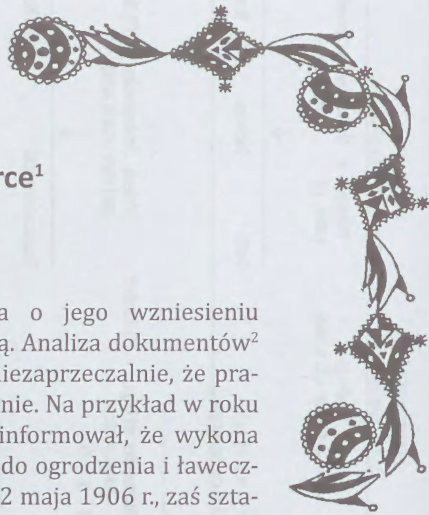 rce¹
a o jego wzniesieniu
ą. Analiza dokumentów²
niezaprzeczalnie, że pra-
nie. Na przykład w roku
informował, że wykona
do ogrodzenia i ławecz-
2 maja 1906 r., zaś szta-